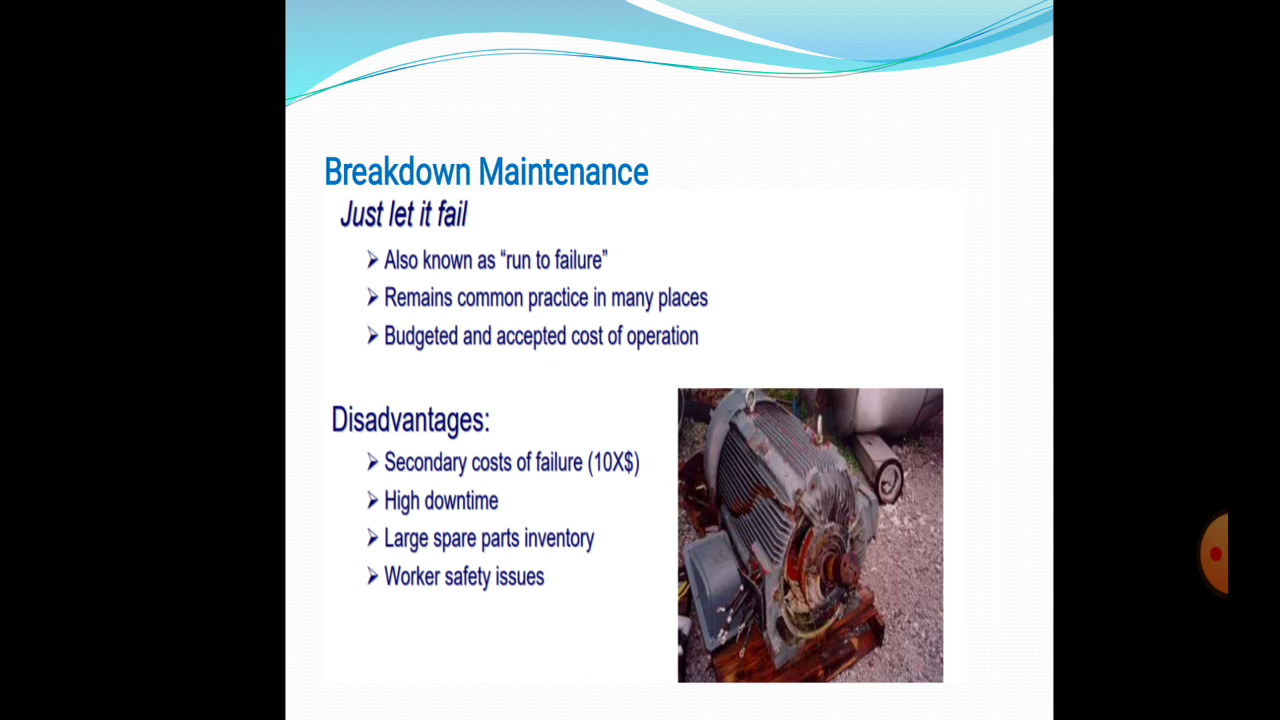 Breakdown Maintenance
Just let it fail
➢ Also known as “run to failure”
➢ Remains common practice in many places
➢ Budgeted and accepted cost of operation
Disadvantages:
➢ Secondary costs of failure (10X$)
➢ High downtime
➢ Large spare parts inventory
➢ Worker safety issues